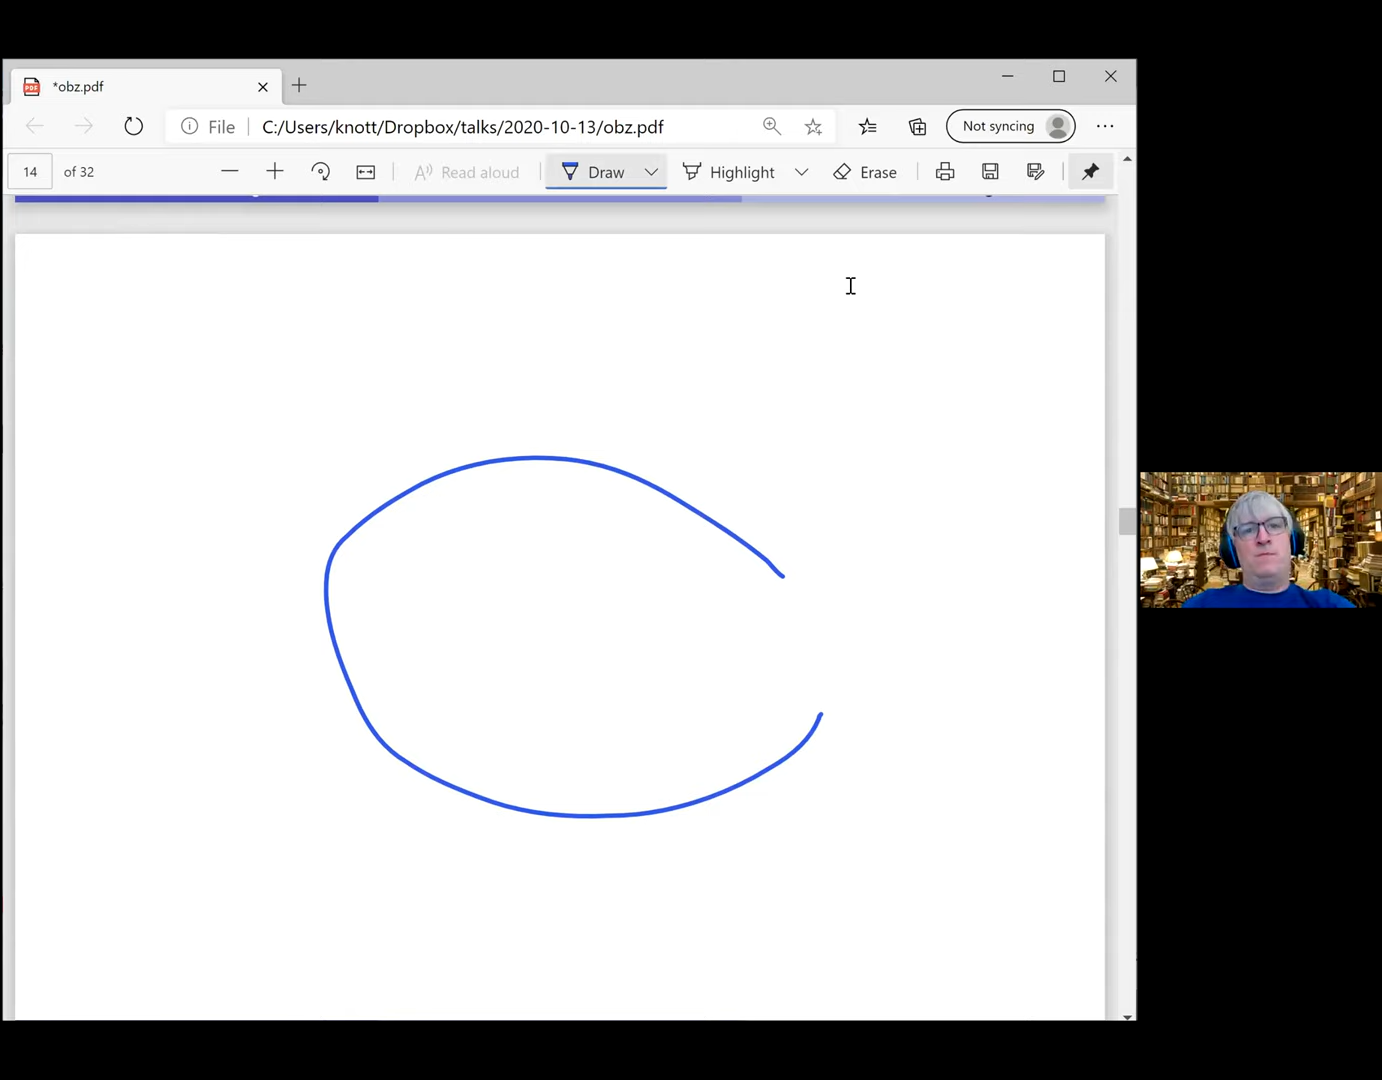 *obz.pdf
File C:/Users/knott/Dropbox/talks/2020-10-13/obz.pdf Not syncing
14 of 32 Read aloud Draw Highlight Erase